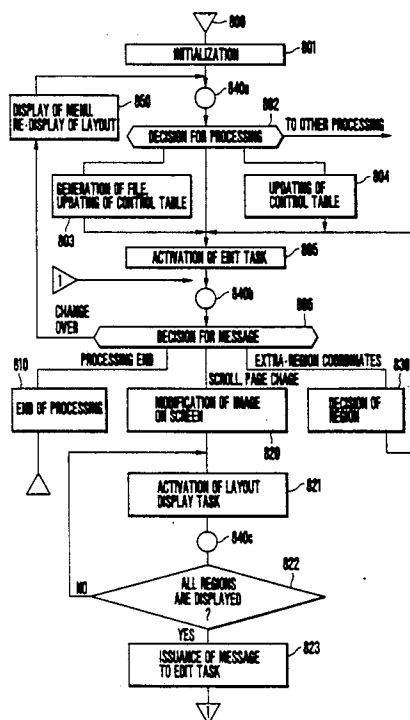 800
INITIALIZATION
801
DISPLAY OF MENU,
RE-DISPLAY OF LAYOUT
850
840a
802
DECISION FOR PROCESSING
TO OTHER PROCESSING
GENERATION OF FILE,
UPDATING OF CONTROL TABLE
803
UPDATING OF
CONTROL TABLE
804
ACTIVATION OF EDIT TASK
805
1
840b
CHANGE
OVER
806
DECISION FOR MESSAGE
PROCESSING END
EXTRA-REGION COORDINATES
SCROLL, PAGE CHAGE
810
END OF
PROCESSING
MODIFICATION OF IMAGE
ON SCREEN
820
830
DECISION OF
REGION
ACTIVATION OF LAYOUT
DISPLAY TASK
821
840c
822
NO
ALL REGIONS
ARE DISPLAYED
?
YES
ISSUANCE OF MESSAGE
TO EDIT TASK
823
1